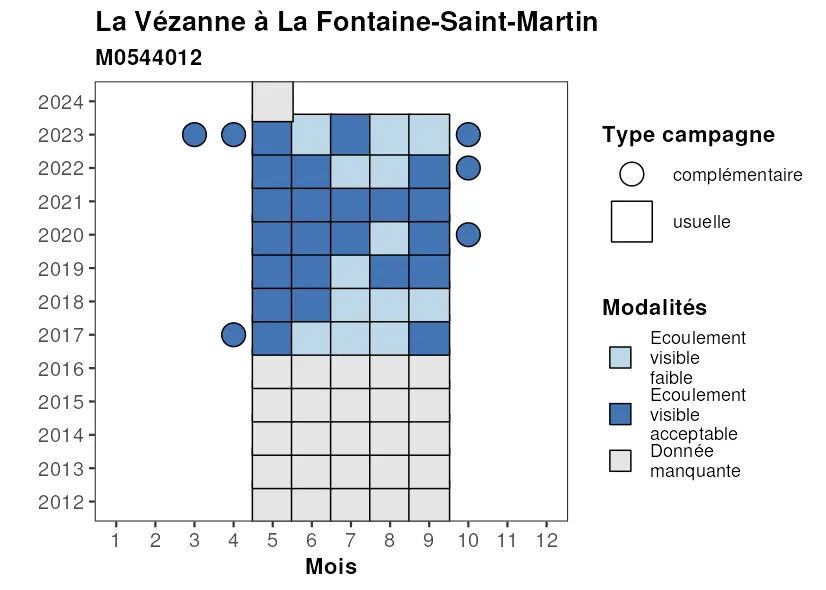 La Vézanne à La Fontaine-Saint-Martin
M0544012
2024
2023
2022
2021
2020
2019
2018
2017
2016
2015
2014
2013
2012
1 2 3 4 5 6 7 8 9 10 11 12
Mois
Type campagne
complémentaire
usuelle
Modalités
Ecoulement
visible
faible
Ecoulement
visible
acceptable
Donnée
manquante